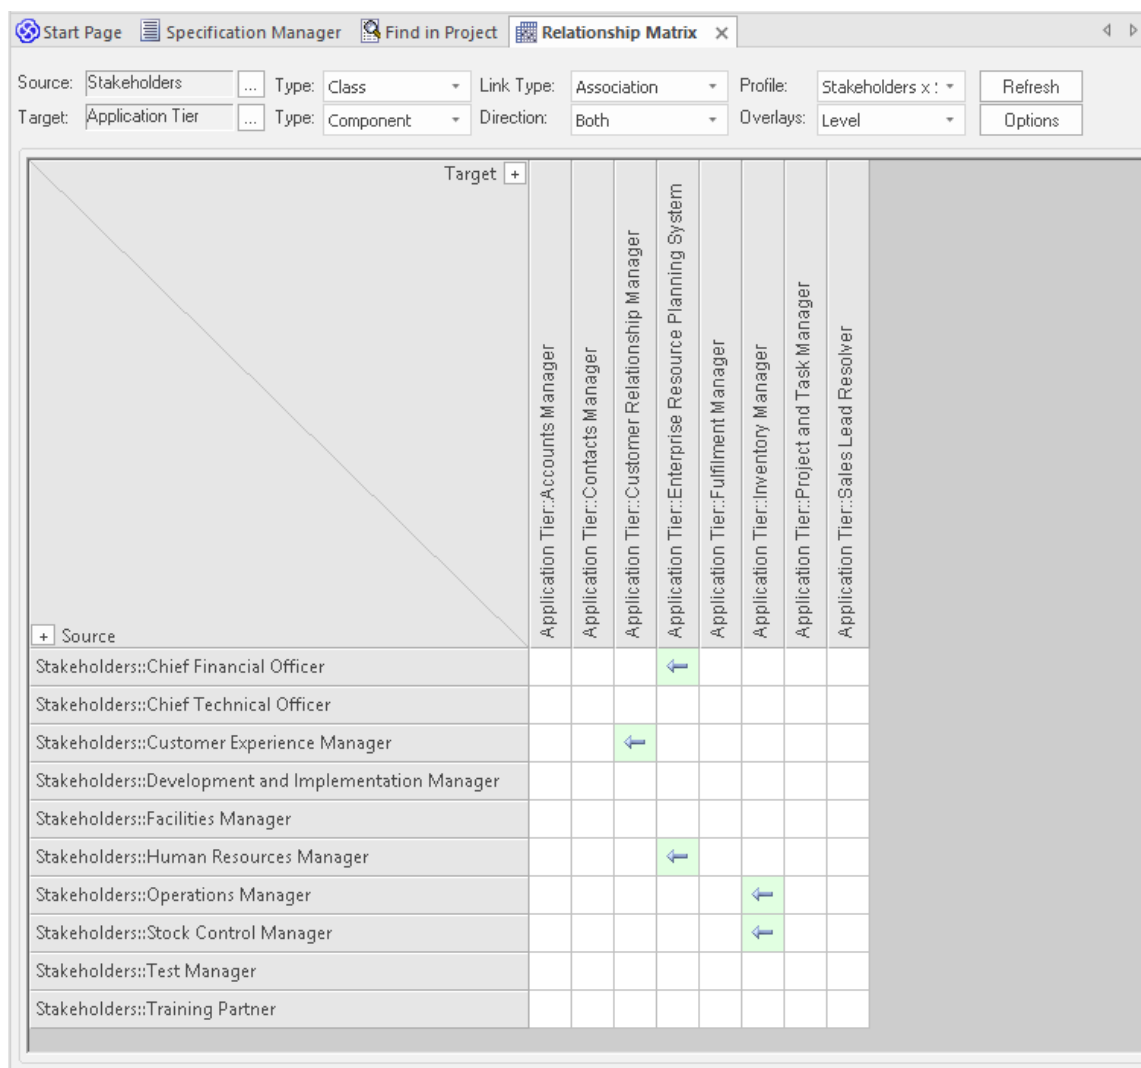 Start Page Specification Manager Find in Project Relationship Matrix
Source: Stakeholders ... Type: Class Link Type: Association Profile: Stakeholders x Refresh
Target: Application Tier ... Type: Component Direction: Both Overlays: Level Options
Target +
Application Tier::Accounts Manager
Application Tier::Contacts Manager
Application Tier::Customer Relationship Manager
Application Tier::Enterprise Resource Planning System
Application Tier::Fulfilment Manager
Application Tier::Inventory Manager
Application Tier::Project and Task Manager
Application Tier::Sales Lead Resolver
+ Source
Stakeholders::Chief Financial Officer
Stakeholders::Chief Technical Officer
Stakeholders::Customer Experience Manager
Stakeholders::Development and Implementation Manager
Stakeholders::Facilities Manager
Stakeholders::Human Resources Manager
Stakeholders::Operations Manager
Stakeholders::Stock Control Manager
Stakeholders::Test Manager
Stakeholders::Training Partner